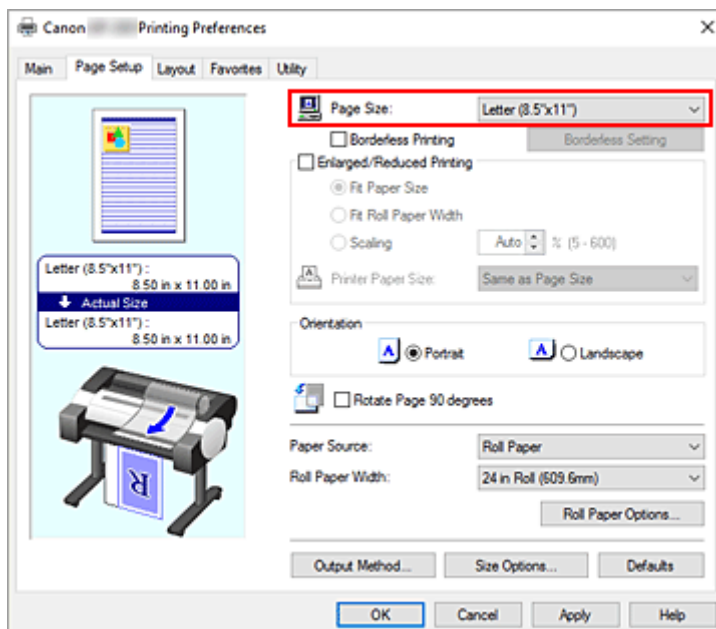 Canon Printing Preferences
Main Page Setup Layout Favorites Utility
Page Size: Letter (8.5"x11")
Borderless Printing Borderless Setting
Enlarged/Reduced Printing
Fit Paper Size
Fit Roll Paper Width
Scaling Auto % (5 - 600)
Printer Paper Size: Same as Page Size
Letter (8.5"x11") :
8.50 in x 11.00 in
Actual Size
Letter (8.5"x11") :
8.50 in x 11.00 in
Orientation
A Portrait A Landscape
Rotate Page 90 degrees
R
Paper Source: Roll Paper
Roll Paper Width: 24 in Roll (609.6mm)
Roll Paper Options...
Output Method... Size Options... Defaults
OK Cancel Apply Help